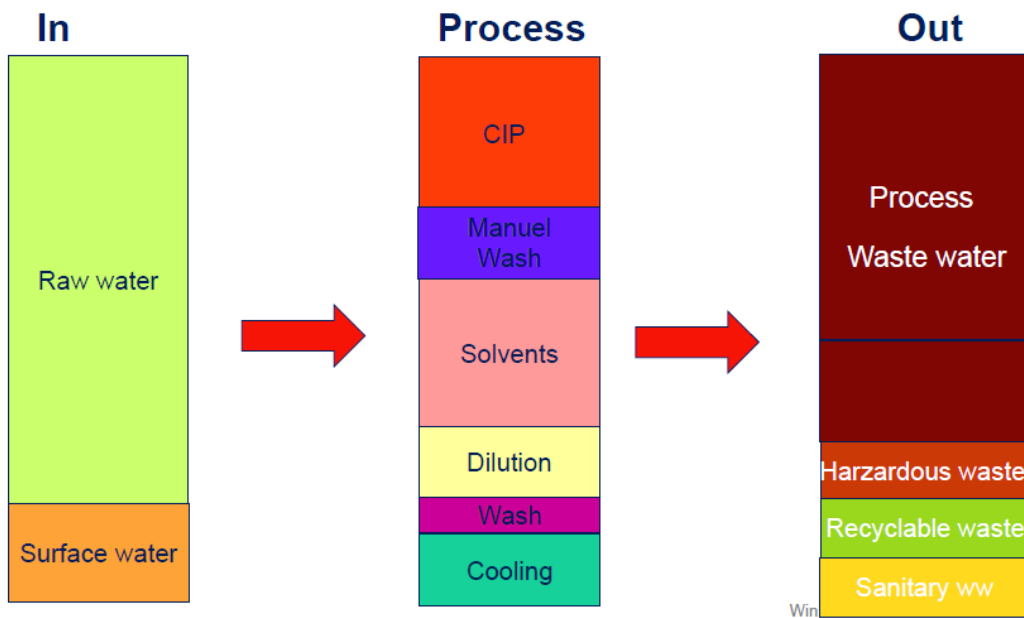 In
Process
Out
Raw water
Surface water
CIP
Manuel
Wash
Solvents
Dilution
Wash
Cooling
Process
Waste water
Harzardous waste
Recyclable waste
Sanitary ww
Win